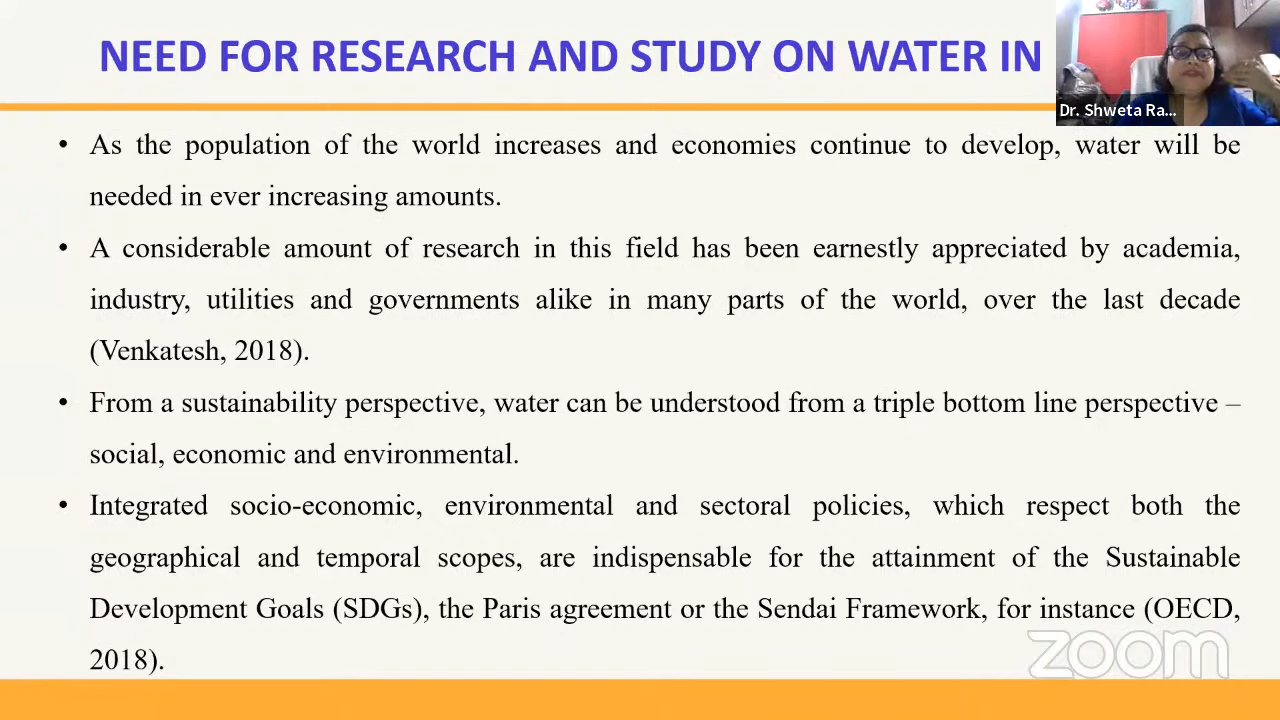 NEED FOR RESEARCH AND STUDY ON WATER IN
Dr. Shweta Ra...
• As the population of the world increases and economies continue to develop, water will be
needed in ever increasing amounts.
• A considerable amount of research in this field has been earnestly appreciated by academia,
industry, utilities and governments alike in many parts of the world, over the last decade
(Venkatesh, 2018).
• From a sustainability perspective, water can be understood from a triple bottom line perspective –
social, economic and environmental.
• Integrated socio-economic, environmental and sectoral policies, which respect both the
geographical and temporal scopes, are indispensable for the attainment of the Sustainable
Development Goals (SDGs), the Paris agreement or the Sendai Framework, for instance (OECD,
2018).
zoom